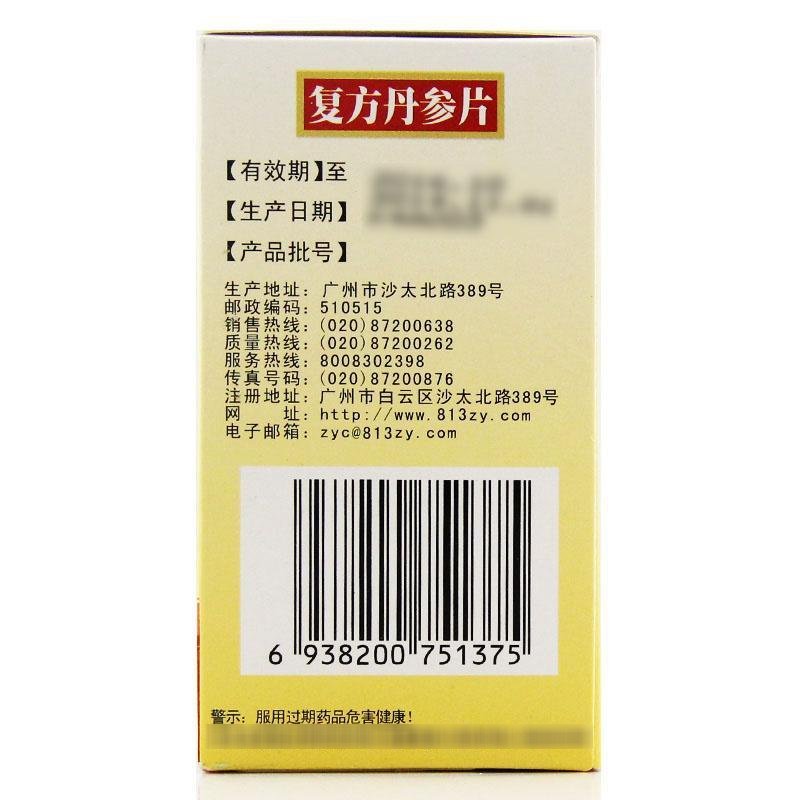 复方丹参片
【有效期】至
【生产日期】
【产品批号】
生产地址：广州市沙太北路389号
邮政编码：510515
销售热线：(020)87200638
质量热线：(020)87200262
服务热线：8008302398
传真号码：(020)87200876
注册地址：广州市白云区沙太北路389号
网　　址：http://www.813zy.com
电子邮箱：zyc@813zy.com
6 938200 751375
警示：服用过期药品危害健康！